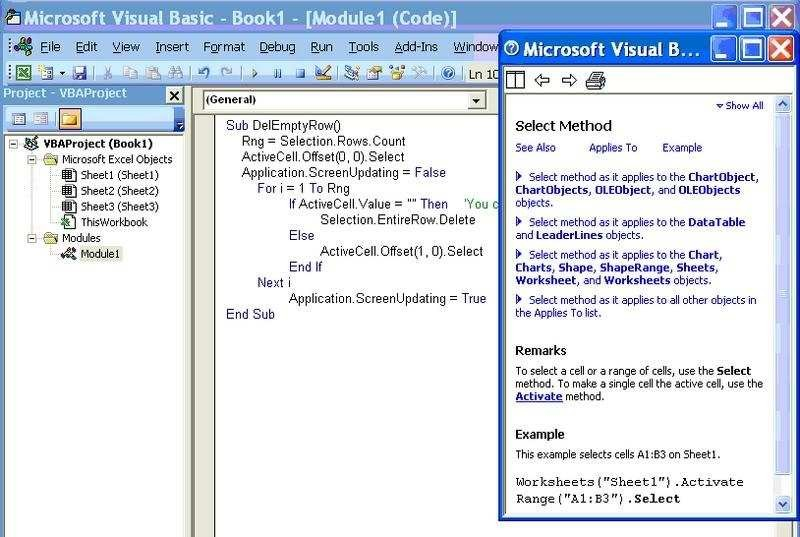 Microsoft Visual Basic - Book1 - [Module1 (Code)]
File Edit View Insert Format Debug Run Tools Add-Ins Window
Ln 10
Project - VBAProject
VBAProject (Book1)
Microsoft Excel Objects
Sheet1 (Sheet1)
Sheet2 (Sheet2)
Sheet3 (Sheet3)
ThisWorkbook
Modules
Module1
(General)
Sub DelEmptyRow()
Rng = Selection.Rows.Count
ActiveCell.Offset(0, 0).Select
Application.ScreenUpdating = False
For i = 1 To Rng
If ActiveCell.Value = "" Then 'You c
Selection.EntireRow.Delete
Else
ActiveCell.Offset(1, 0).Select
End If
Next i
Application.ScreenUpdating = True
End Sub
Microsoft Visual B...
Show All
Select Method
See Also Applies To Example
Select method as it applies to the ChartObject,
ChartObjects, OLEObject, and OLEObjects
objects.
Select method as it applies to the DataTable
and LeaderLines objects.
Select method as it applies to the Chart,
Charts, Shape, ShapeRange, Sheets,
Worksheet, and Worksheets objects.
Select method as it applies to all other objects in
the Applies To list.
Remarks
To select a cell or a range of cells, use the Select
method. To make a single cell the active cell, use the
Activate method.
Example
This example selects cells A1:B3 on Sheet1.
Worksheets("Sheet1").Activate
Range("A1:B3").Select